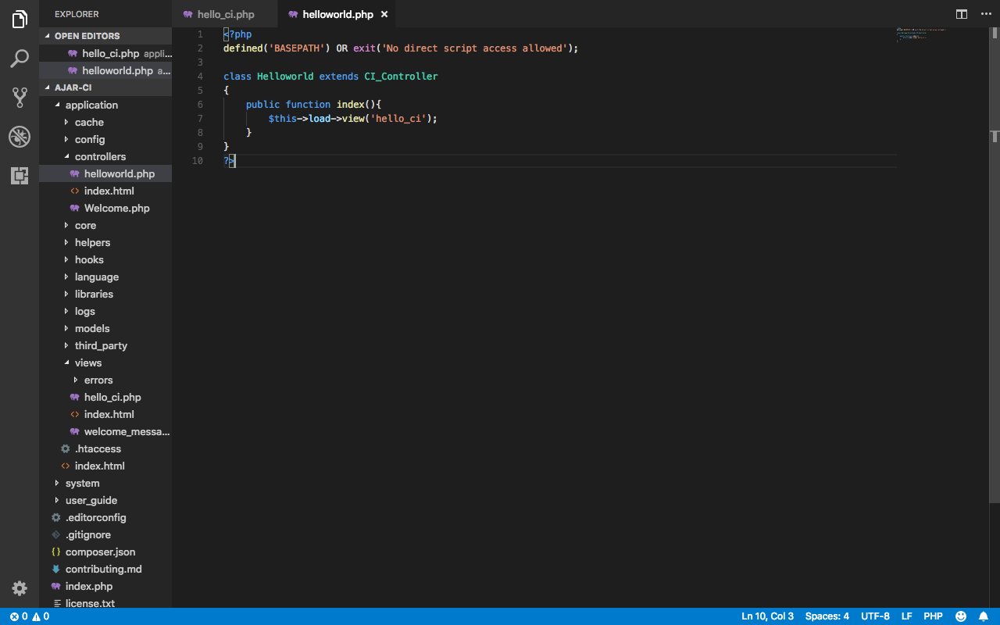 EXPLORER
OPEN EDITORS
hello_ci.php appli...
helloworld.php a...
AJAR-CI
application
cache
config
controllers
helloworld.php
index.html
Welcome.php
core
helpers
hooks
language
libraries
logs
models
third_party
views
errors
hello_ci.php
index.html
welcome_messa...
.htaccess
index.html
system
user_guide
.editorconfig
.gitignore
composer.json
contributing.md
index.php
license.txt
hello_ci.php helloworld.php
1 <?php
2 defined('BASEPATH') OR exit('No direct script access allowed');
3
4 class Helloworld extends CI_Controller
5 {
6 public function index(){
7 $this->load->view('hello_ci');
8 }
9 }
10 ?>
0 0 Ln 10, Col 3 Spaces: 4 UTF-8 LF PHP